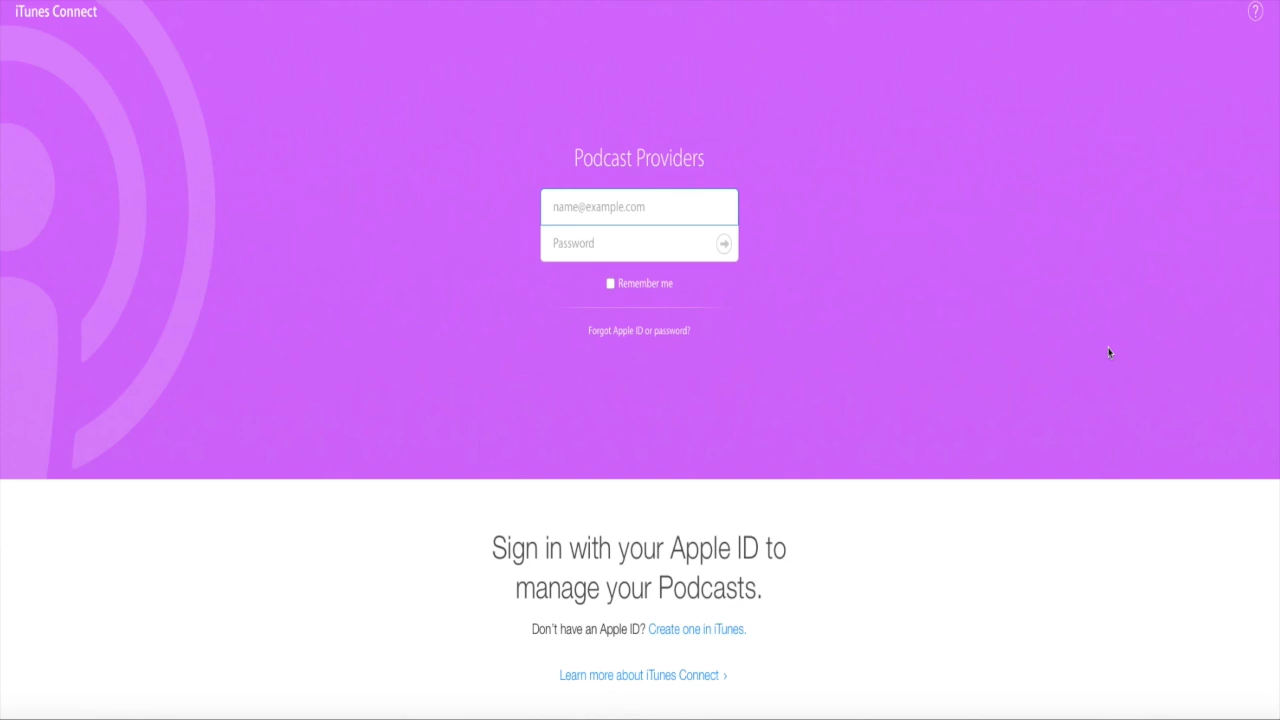 iTunes Connect
?
Podcast Providers
name@example.com
Password
Remember me
Forgot Apple ID or password?
Sign in with your Apple ID to
manage your Podcasts.
Don't have an Apple ID? Create one in iTunes.
Learn more about iTunes Connect ›